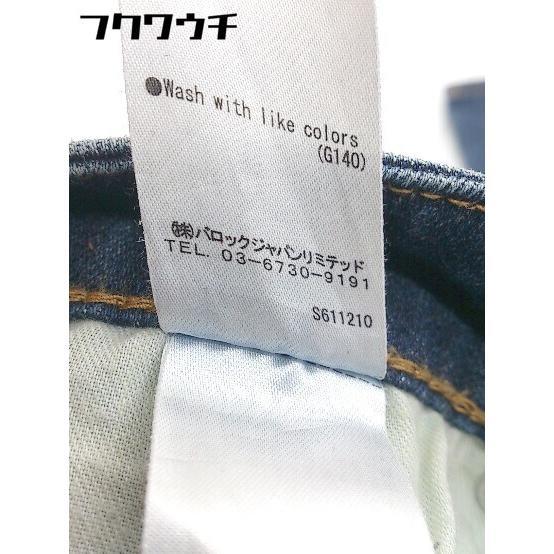 フクワウチ
●Wash with like colors
(G140)
㈱バロックジャパンリミテッド
TEL. 03-6730-9191
S611210